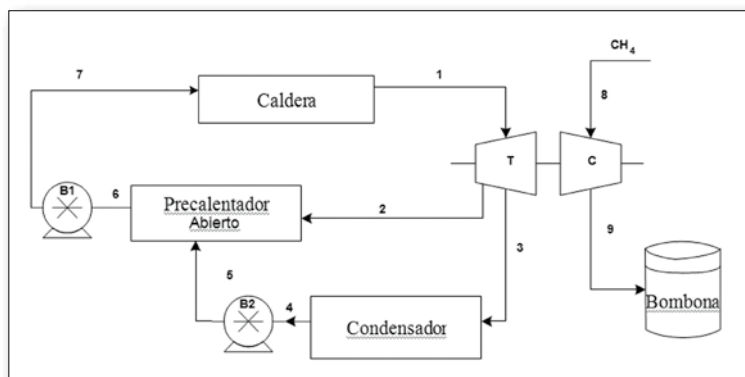 CH4
7
1
Caldera
8
T
C
B1
6
Precalentador
Abierto
2
3
9
5
B2
4
Condensador
Bombona